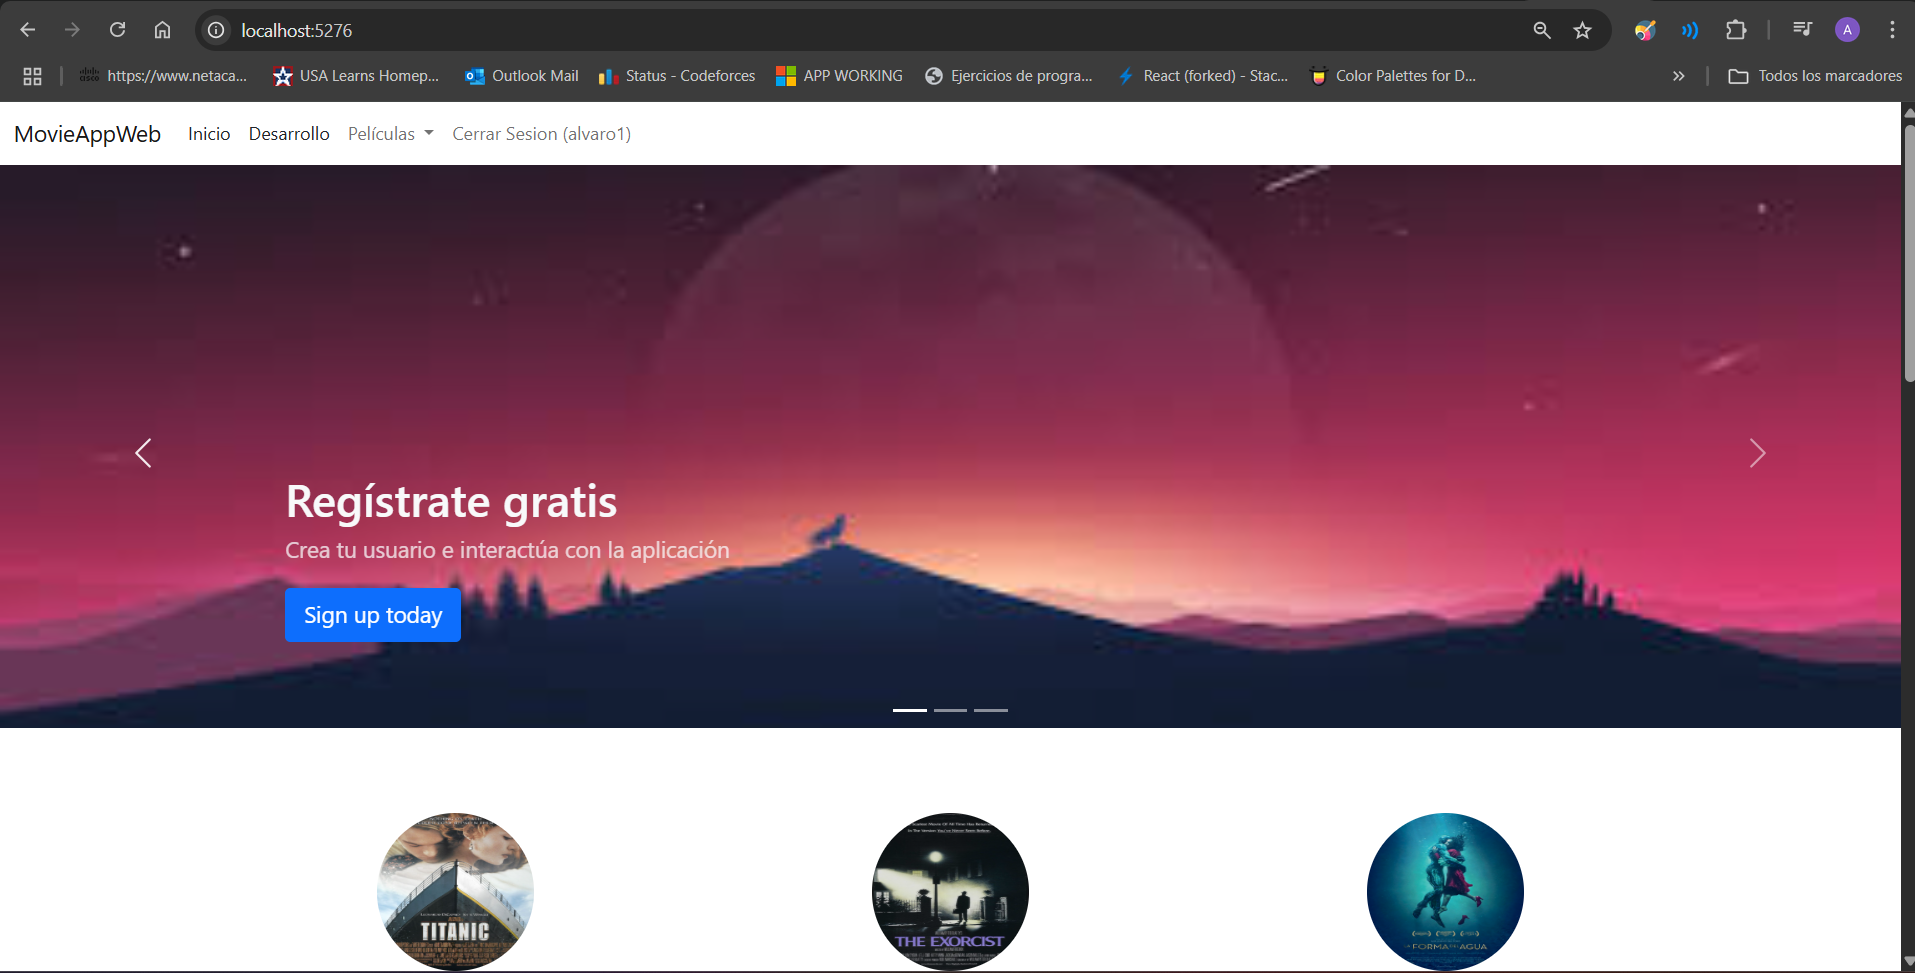 localhost:5276
https://www.netaca...
USA Learns Homep...
Outlook Mail
Status - Codeforces
APP WORKING
Ejercicios de progra...
React (forked) - Stac...
Color Palettes for D...
Todos los marcadores
MovieAppWeb
Inicio
Desarrollo
Películas
Cerrar Sesion (alvaro1)
Regístrate gratis
Crea tu usuario e interactúa con la aplicación
Sign up today
TITANIC
THE EXORCIST
LA FORMA DEL AGUA